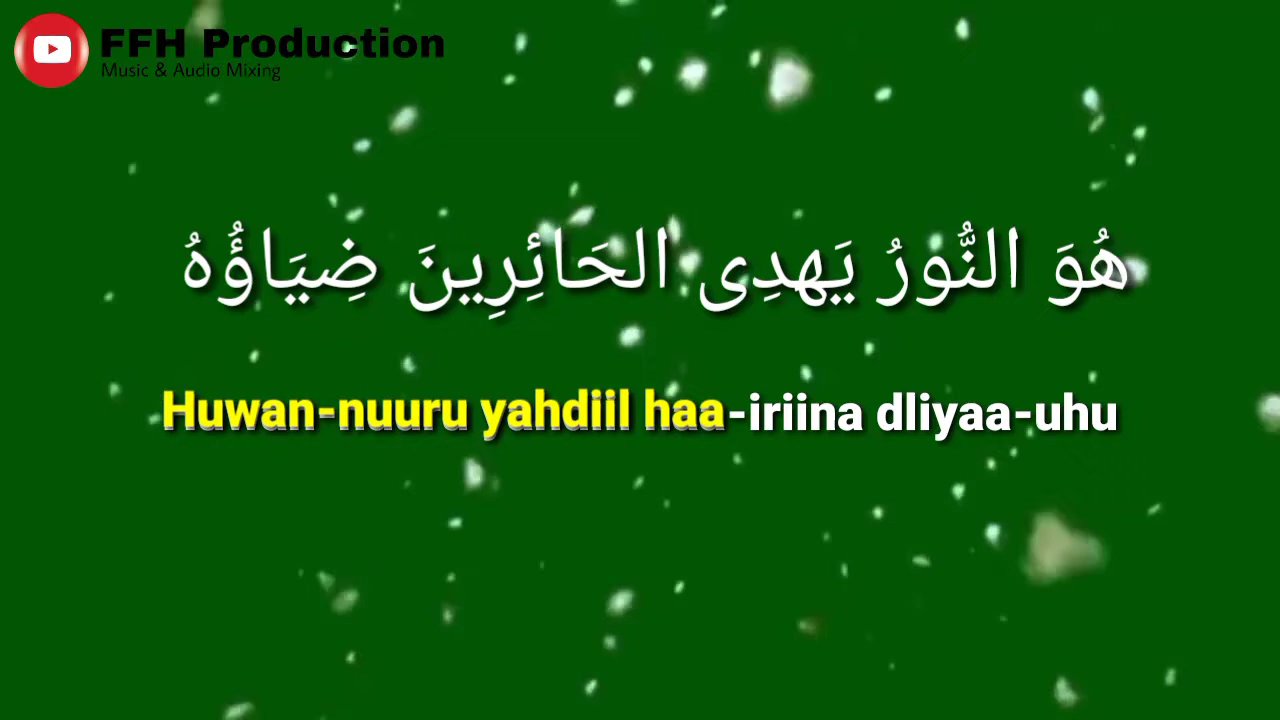 FFH Production
Music & Audio Mixing
هُوَ النُّورُ يَهدِى الحَائِرِينَ ضِيَاؤُهُ
Huwan-nuuru yahdiil haa-iriina dliyaa-uhu